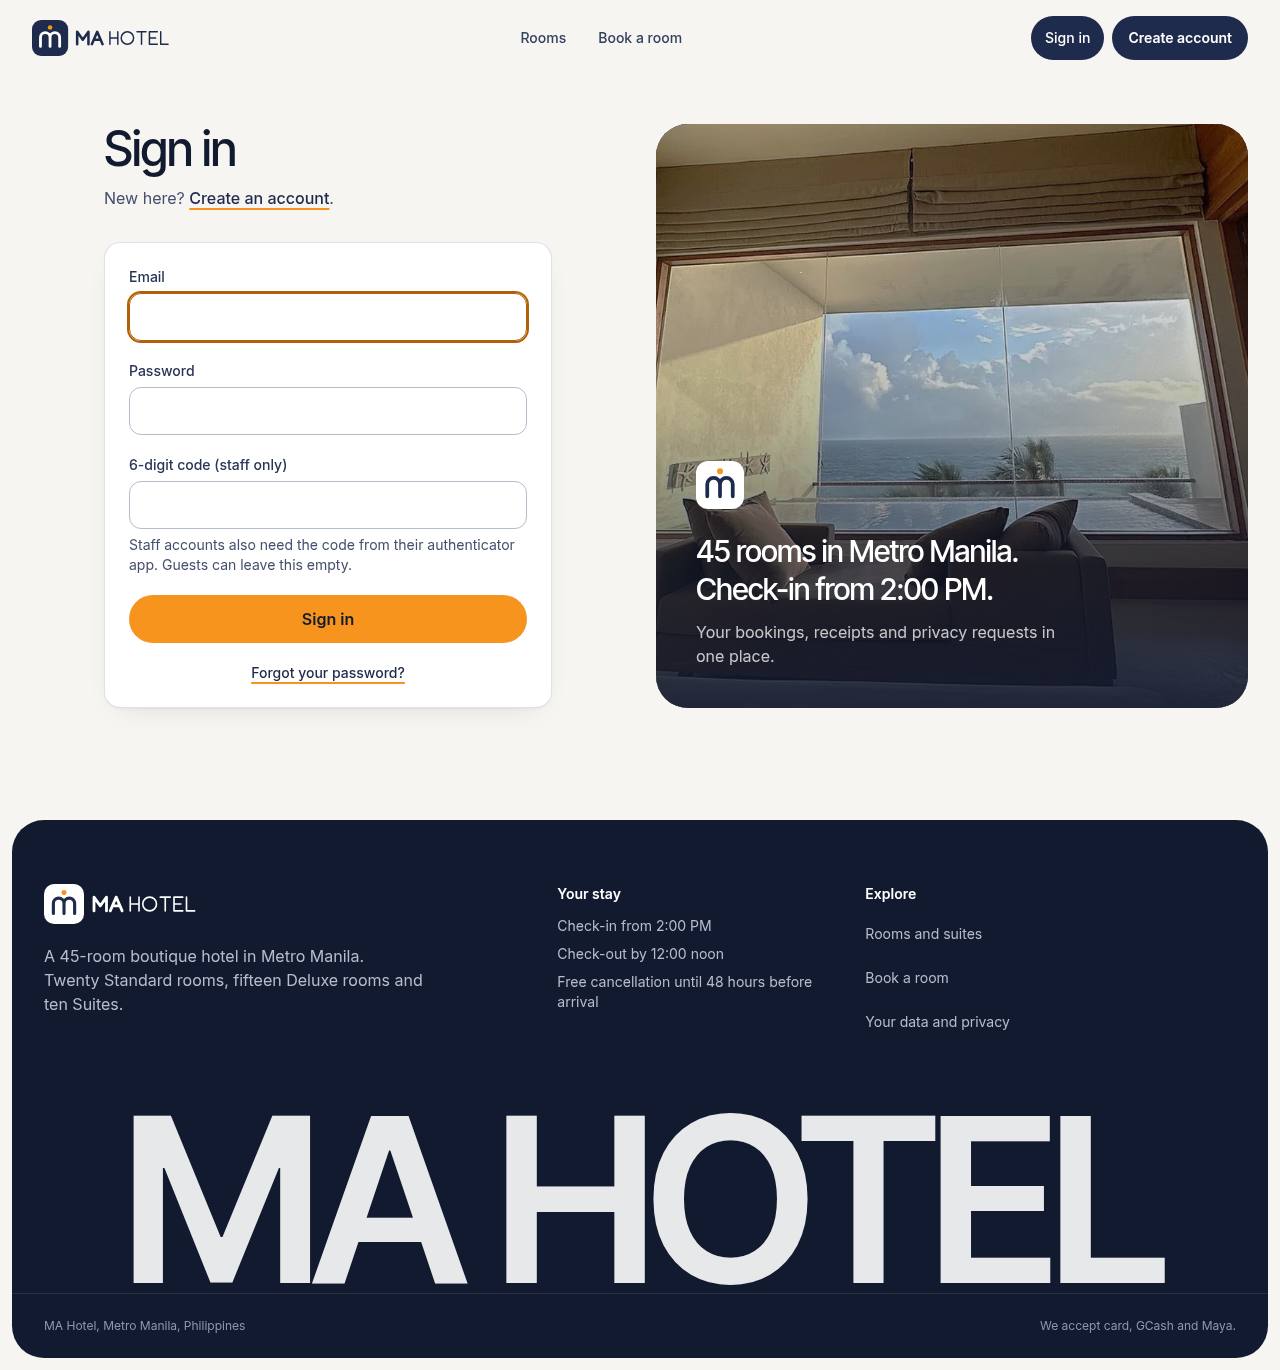 MA HOTEL
Rooms
Book a room
Sign in
Create account
Sign in
New here? Create an account.
Email
Password
6-digit code (staff only)
Staff accounts also need the code from their authenticator
app. Guests can leave this empty.
Sign in
Forgot your password?
45 rooms in Metro Manila.
Check-in from 2:00 PM.
Your bookings, receipts and privacy requests in
one place.
MA HOTEL
A 45-room boutique hotel in Metro Manila.
Twenty Standard rooms, fifteen Deluxe rooms and
ten Suites.
Your stay
Check-in from 2:00 PM
Check-out by 12:00 noon
Free cancellation until 48 hours before
arrival
Explore
Rooms and suites
Book a room
Your data and privacy
MA HOTEL
MA Hotel, Metro Manila, Philippines
We accept card, GCash and Maya.